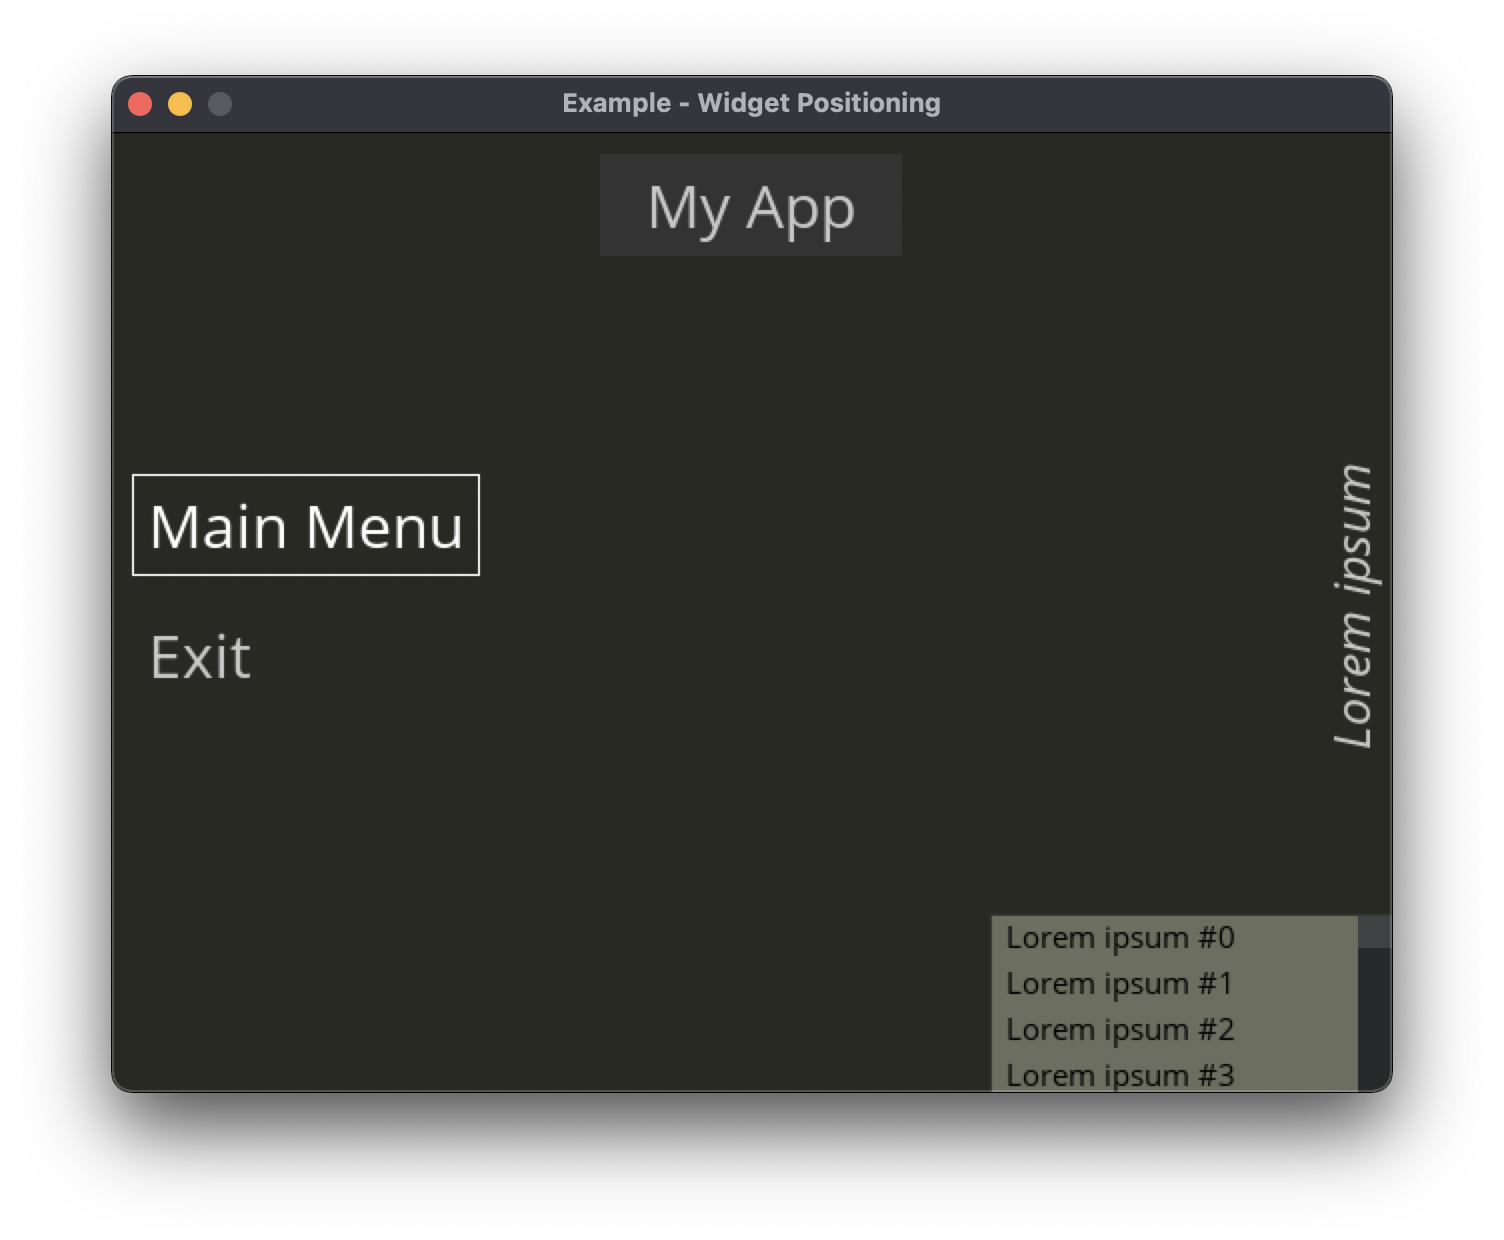 Example - Widget Positioning
My App
Main Menu
Exit
Lorem ipsum
Lorem ipsum #0
Lorem ipsum #1
Lorem ipsum #2
Lorem ipsum #3